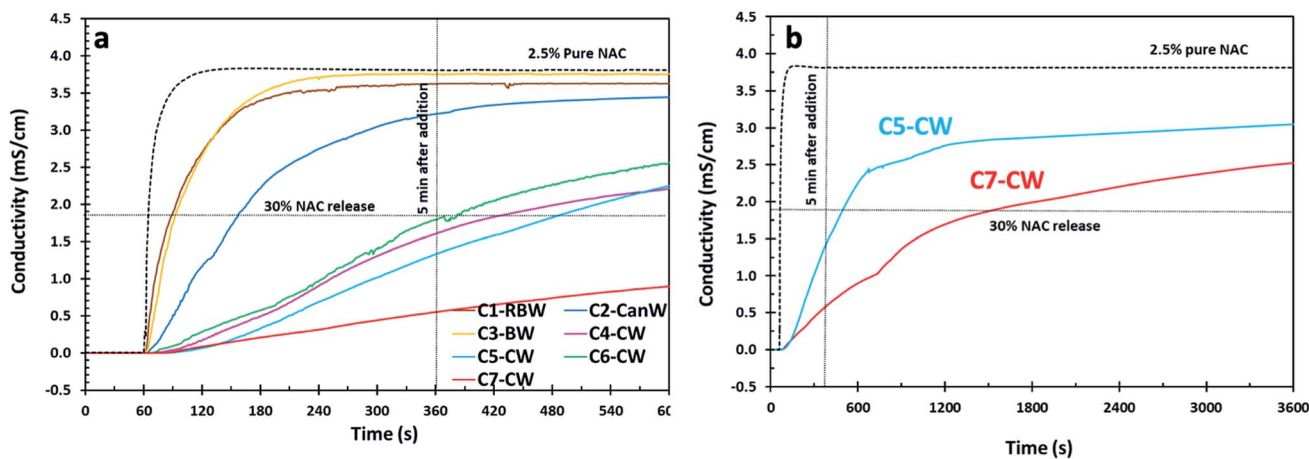 a
4.5
4.0
3.5
3.0
2.5
2.0
1.5
1.0
0.5
0.0
-0.5
Conductivity (mS/cm)
2.5% Pure NAC
5 min after addition
30% NAC release
C1-RBW C2-CanW
C3-BW C4-CW
C5-CW C6-CW
C7-CW
0 60 120 180 240 300 360 420 480 540 60
Time (s)
b
4.5
4.0
3.5
3.0
2.5
2.0
1.5
1.0
0.5
0.0
-0.5
Conductivity (mS/cm)
2.5% pure NAC
5 min after addition
C5-CW
C7-CW
30% NAC release
0 600 1200 1800 2400 3000 3600
Time (s)